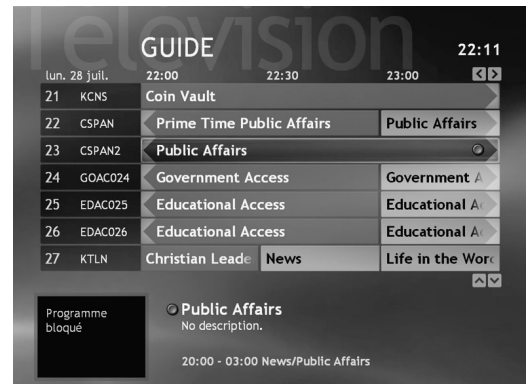 Television
GUIDE 22:11
lun. 28 juil. 22:00 22:30 23:00
21 KCNS Coin Vault
22 CSPAN Prime Time Public Affairs Public Affairs
23 CSPAN2 Public Affairs
24 GOAC024 Government Access Government A
25 EDAC025 Educational Access Educational Ac
26 EDAC026 Educational Access Educational Ac
27 KTLN Christian Leade News Life in the Word
Programme
bloqué
Public Affairs
No description.
20:00 - 03:00 News/Public Affairs